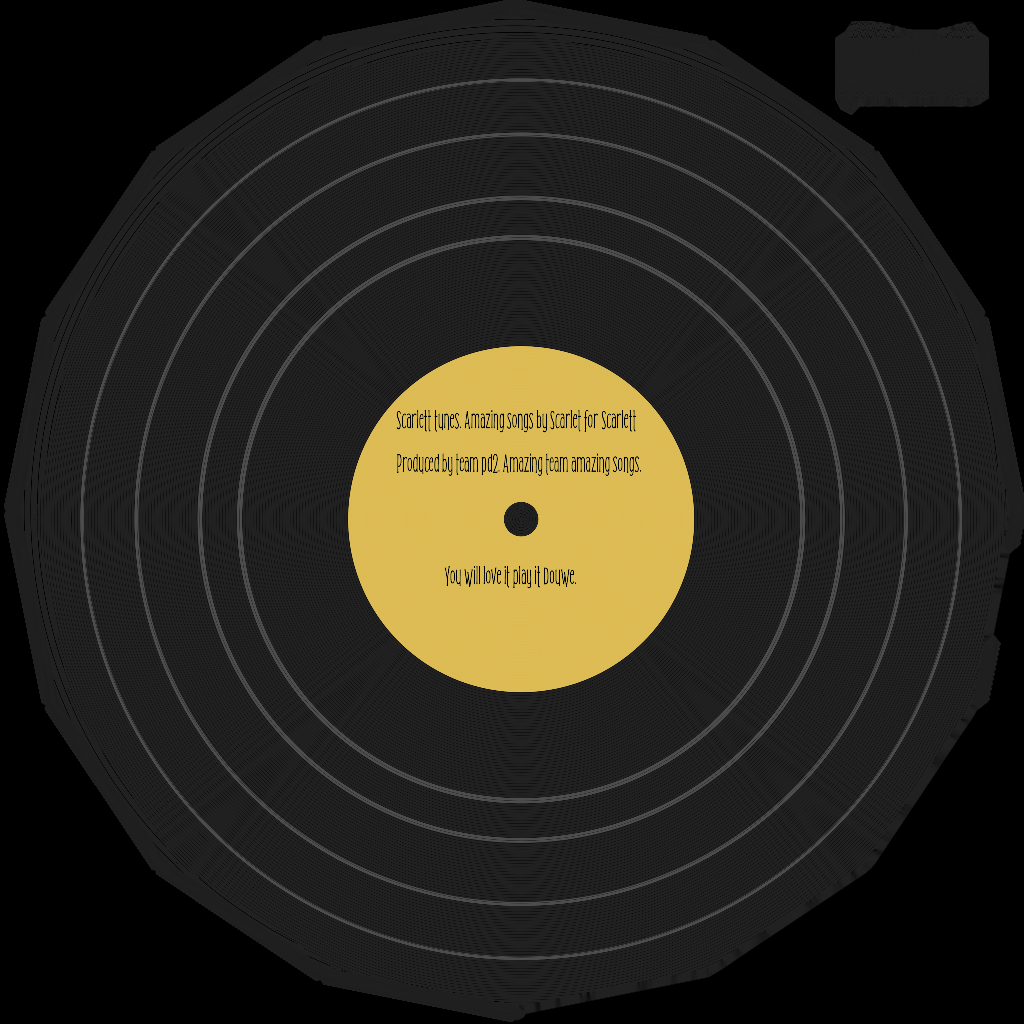 Scarlett tynes. Amazing songs by Scarlet for Scarlett
Produced by team pd2. Amazing team amazing songs.
You will love it play it Douwe.